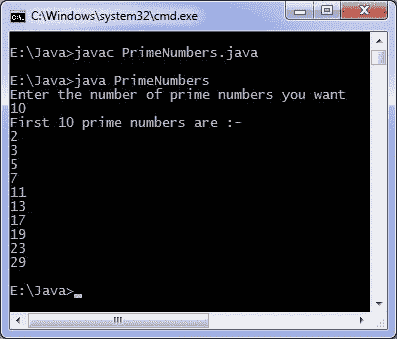 C:\Windows\system32\cmd.exe
E:\Java>javac PrimeNumbers.java
E:\Java>java PrimeNumbers
Enter the number of prime numbers you want
10
First 10 prime numbers are :-
2
3
5
7
11
13
17
19
23
29
E:\Java>